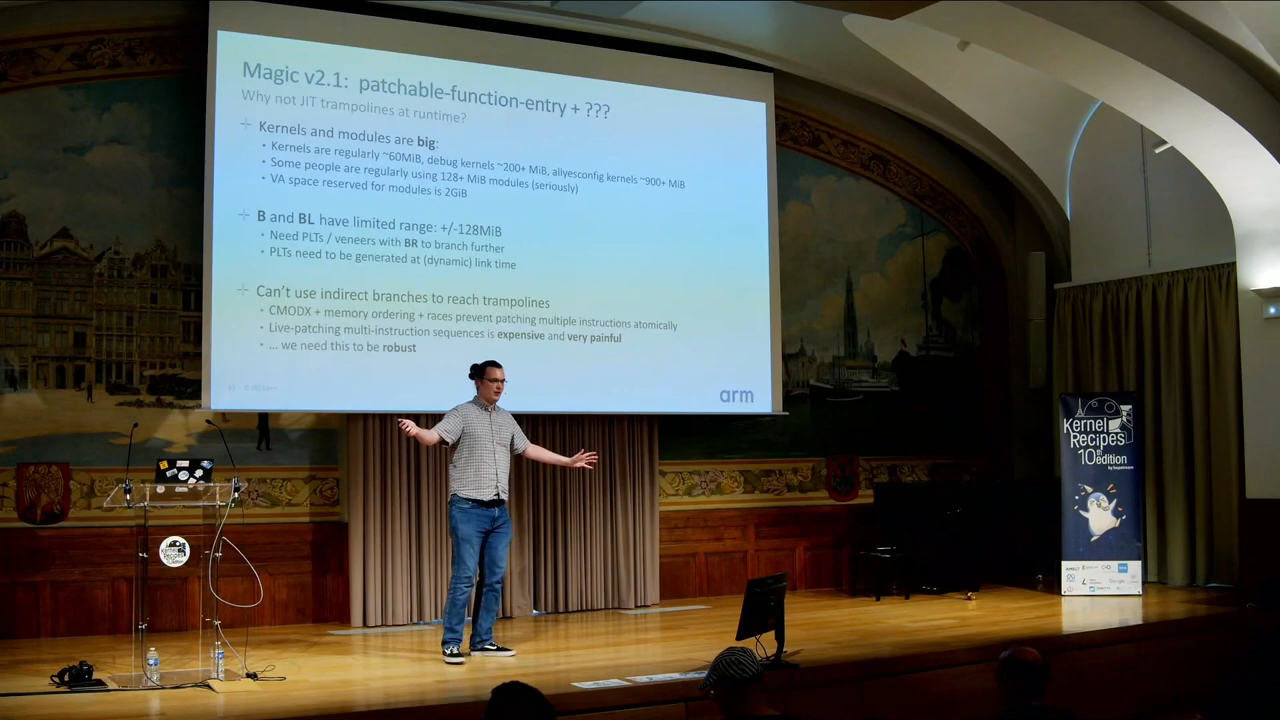 Magic v2.1: patchable-function-entry + ???
Why not JIT trampolines at runtime?
Kernels and modules are big:
• Kernels are regularly ~60MiB, debug kernels ~200+ MiB, allyesconfig kernels ~900+ MiB
• Some people are regularly using 128+ MiB modules (seriously)
• VA space reserved for modules is 2GiB
B and BL have limited range: +/-128MiB
• Need PLTs / veneers with BR to branch further
• PLTs need to be generated at (dynamic) link time
Can't use indirect branches to reach trampolines
• CMODX + memory ordering + races prevent patching multiple instructions atomically
• Live-patching multi-instruction sequences is expensive and very painful
• ... we need this to be robust
arm
Kernel
Recipes
10th edition
Kernel
Recipes